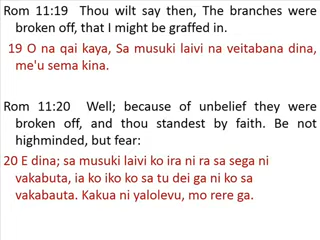 Rom 11:19 Thou wilt say then, The branches were
broken off, that I might be graffed in.
19 O na qai kaya, Sa musuki laivi na veitabana dina,
me'u sema kina.
Rom 11:20 Well; because of unbelief they were
broken off, and thou standest by faith. Be not
highminded, but fear:
20 E dina; sa musuki laivi ko ira ni ra sa sega ni
vakabuta, ia ko iko ko sa tu dei ga ni ko sa
vakabauta. Kakua ni yalolevu, mo rere ga.